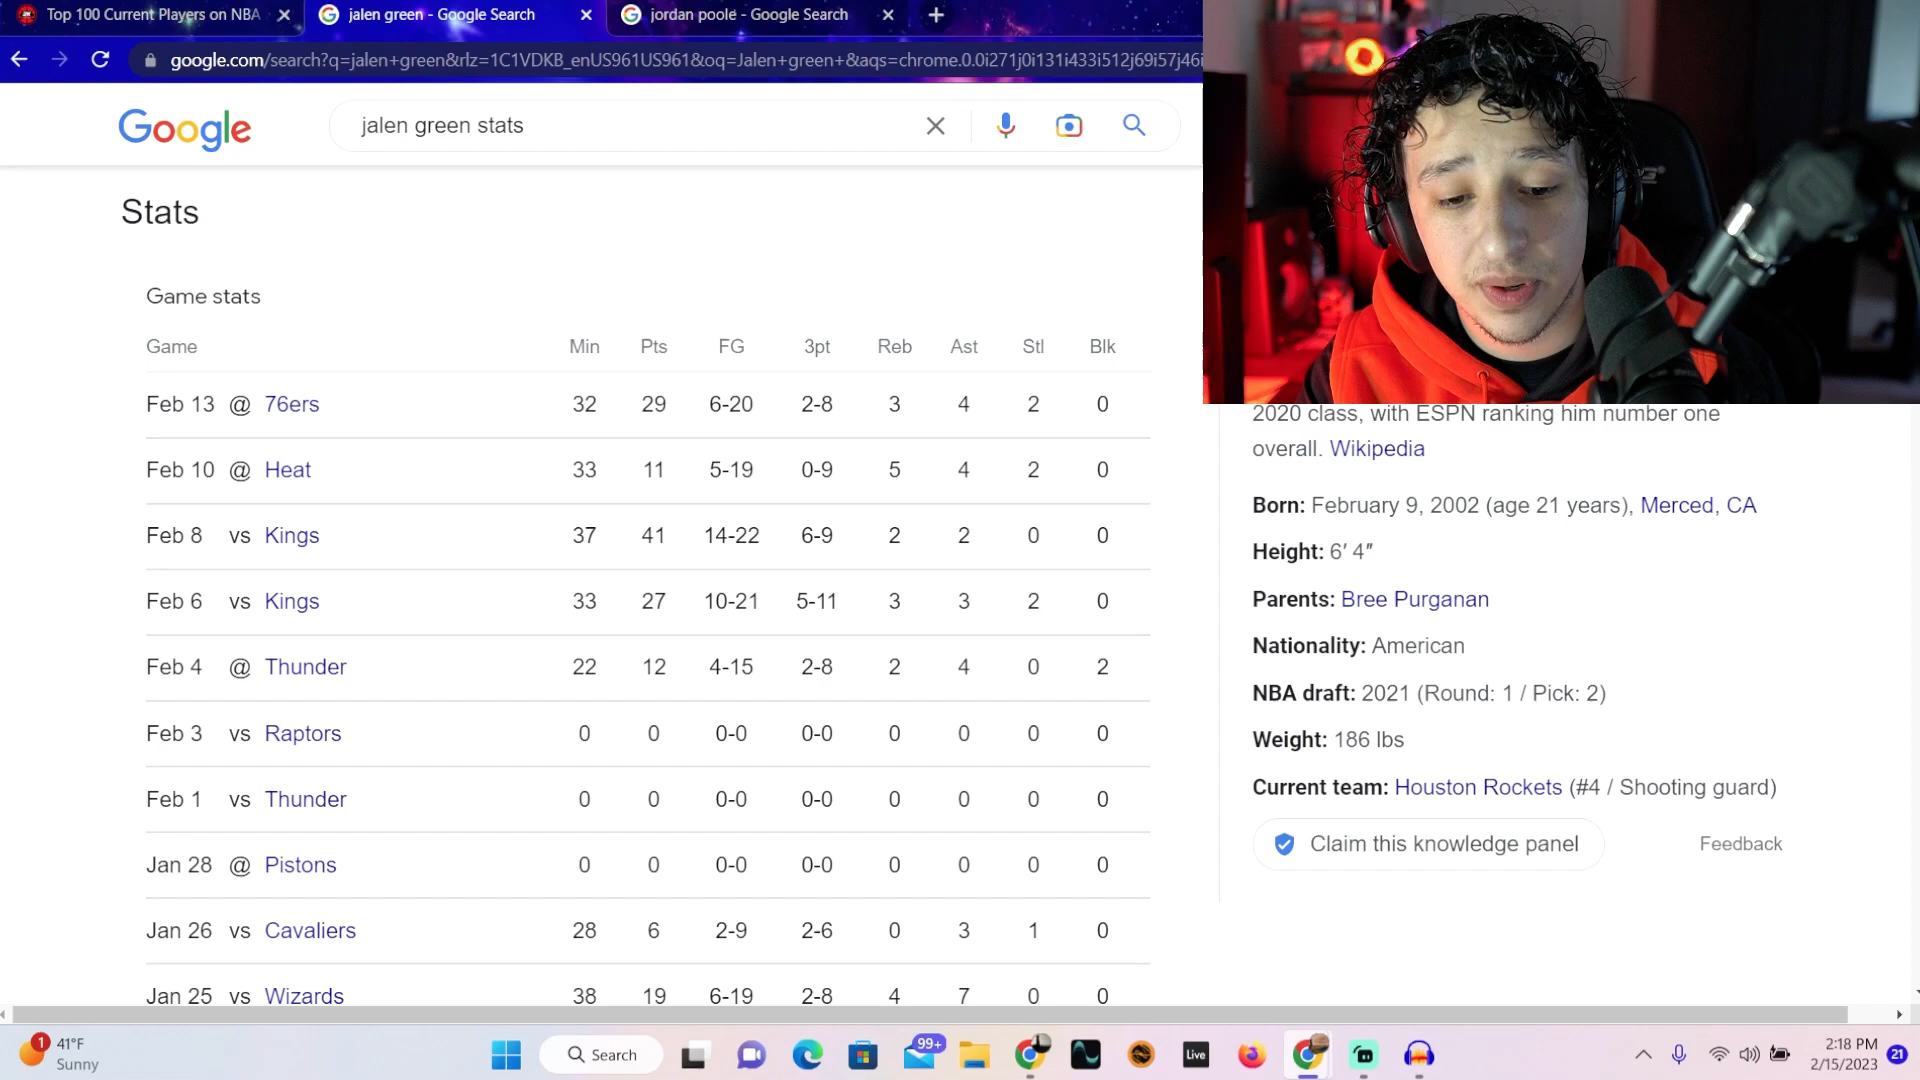 Top 100 Current Players on NBA
jalen green - Google Search
jordan poole - Google Search
google.com/search?q=jalen+green&rlz=1C1VDKB_enUS961US961&oq=Jalen+green+&aqs=chrome.0.0i271j0i131i433i512j69i57j46i
Google
jalen green stats
Stats
Game stats
Game Min Pts FG 3pt Reb Ast Stl Blk
Feb 13 @ 76ers 32 29 6-20 2-8 3 4 2 0
Feb 10 @ Heat 33 11 5-19 0-9 5 4 2 0
Feb 8 vs Kings 37 41 14-22 6-9 2 2 0 0
Feb 6 vs Kings 33 27 10-21 5-11 3 3 2 0
Feb 4 @ Thunder 22 12 4-15 2-8 2 4 0 2
Feb 3 vs Raptors 0 0 0-0 0-0 0 0 0 0
Feb 1 vs Thunder 0 0 0-0 0-0 0 0 0 0
Jan 28 @ Pistons 0 0 0-0 0-0 0 0 0 0
Jan 26 vs Cavaliers 28 6 2-9 2-6 0 3 1 0
Jan 25 vs Wizards 38 19 6-19 2-8 4 7 0 0
2020 class, with ESPN ranking him number one
overall. Wikipedia
Born: February 9, 2002 (age 21 years), Merced, CA
Height: 6′ 4″
Parents: Bree Purganan
Nationality: American
NBA draft: 2021 (Round: 1 / Pick: 2)
Weight: 186 lbs
Current team: Houston Rockets (#4 / Shooting guard)
Claim this knowledge panel
Feedback
1
41°F
Sunny
Search
99+
Live
2:18 PM
2/15/2023
21